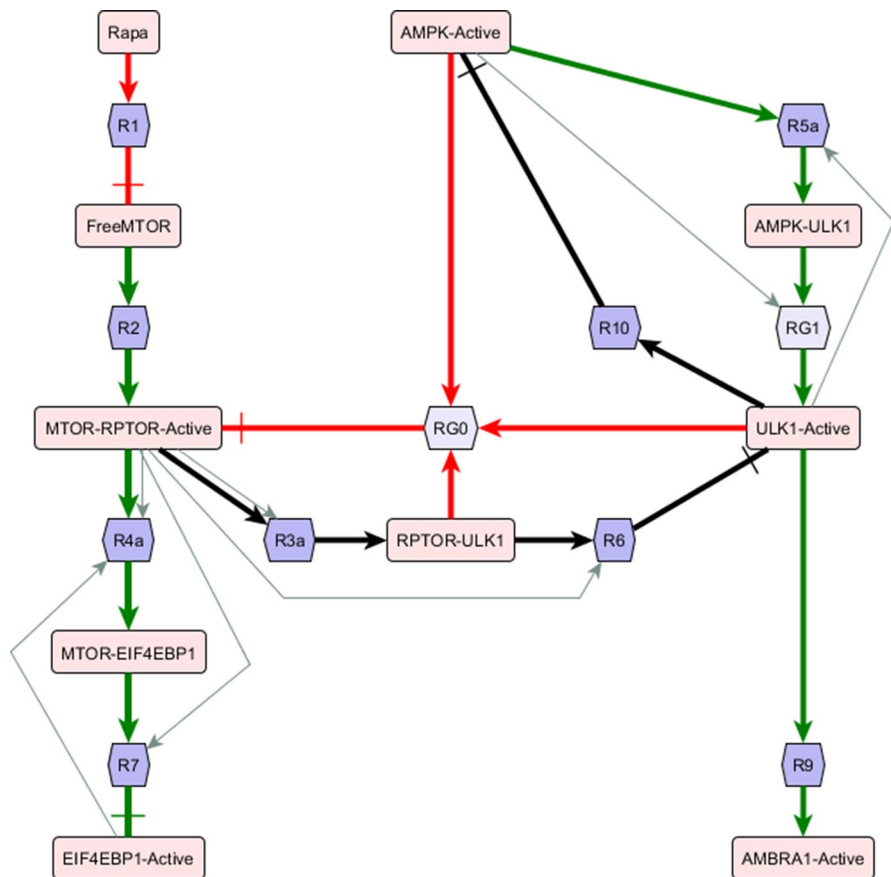 Rapa
AMPK-Active
R1
R5a
FreeMTOR
AMPK-ULK1
R2
R10
RG1
MTOR-RPTOR-Active
RG0
ULK1-Active
R4a
R3a
RPTOR-ULK1
R6
MTOR-EIF4EBP1
R7
R9
EIF4EBP1-Active
AMBRA1-Active